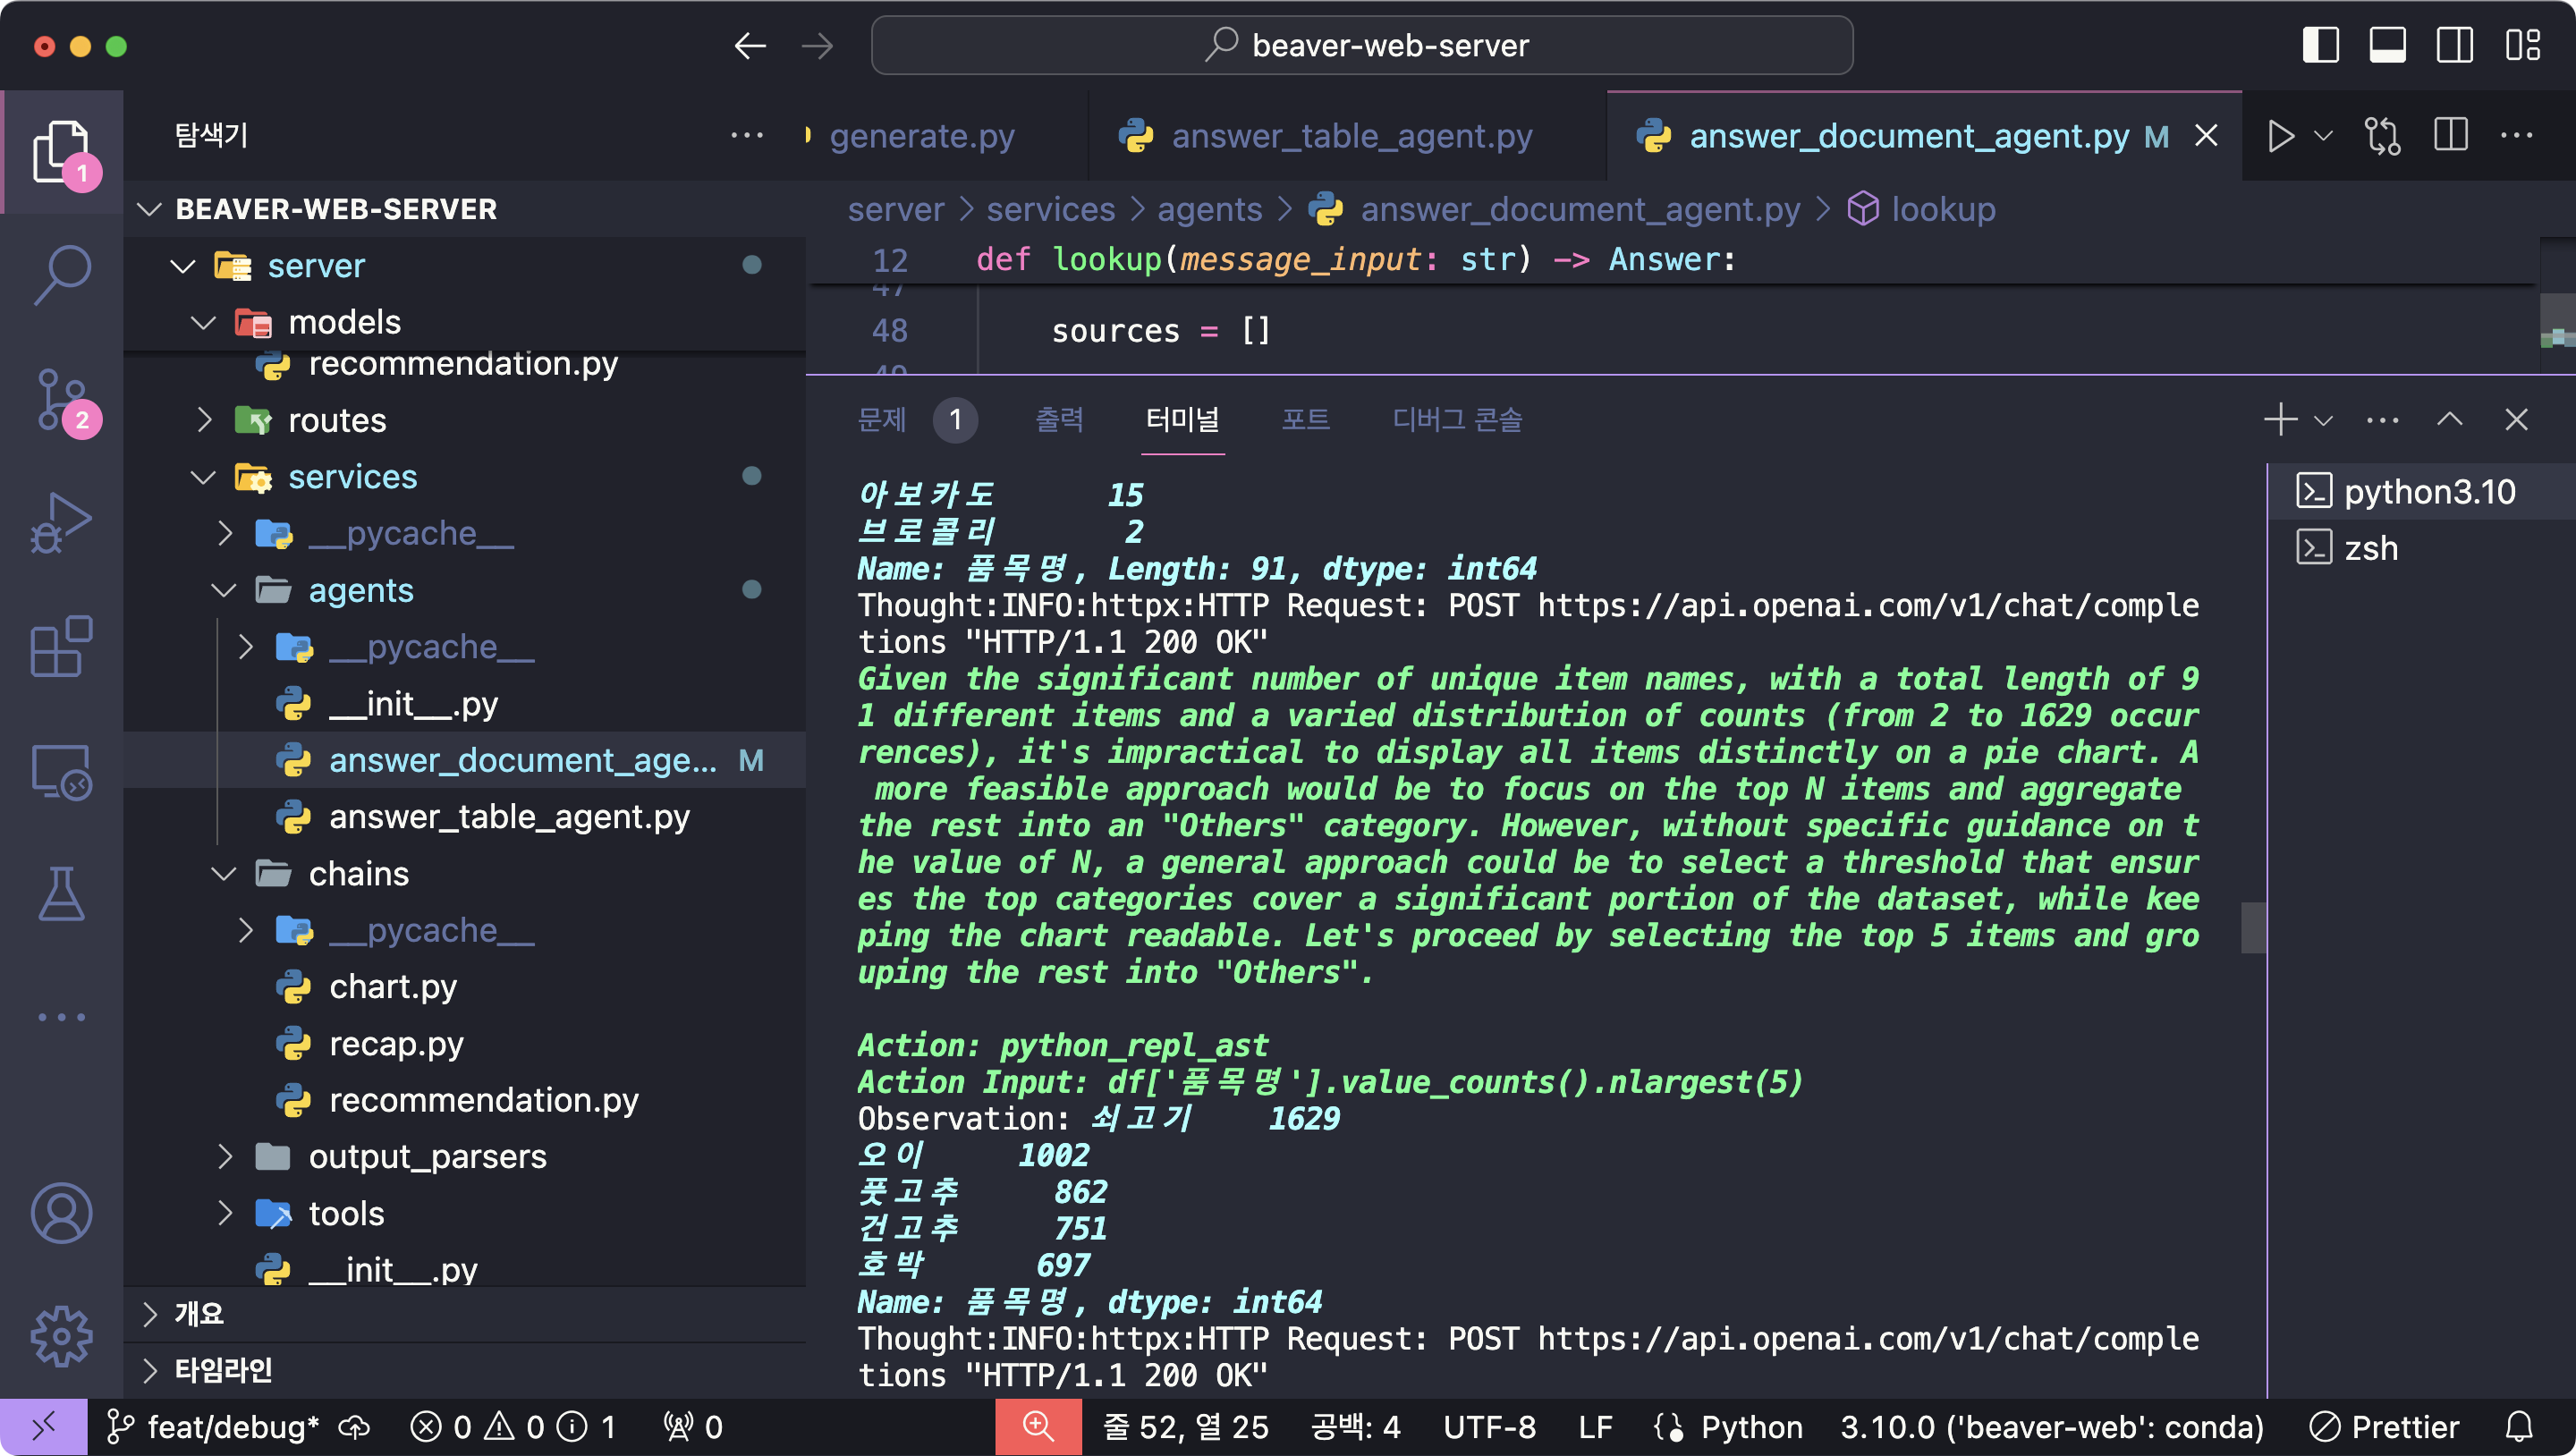 beaver-web-server
탐색기
generate.py
answer_table_agent.py
answer_document_agent.py M
1
BEAVER-WEB-SERVER
server > services > agents > answer_document_agent.py > lookup
server
12 def lookup(message_input: str) -> Answer:
47
models
48 sources = []
recommendation.py
49
routes
2
문제 1 출력 터미널 포트 디버그 콘솔
services
__pycache__
agents
__pycache__
__init__.py
answer_document_age... M
answer_table_agent.py
chains
__pycache__
chart.py
recap.py
recommendation.py
output_parsers
tools
__init__.py
개요
타임라인
아보카도 15
브로콜리 2
Name: 품목명, Length: 91, dtype: int64
Thought:INFO:httpx:HTTP Request: POST https://api.openai.com/v1/chat/comple
tions "HTTP/1.1 200 OK"
Given the significant number of unique item names, with a total length of 9
1 different items and a varied distribution of counts (from 2 to 1629 occur
rences), it's impractical to display all items distinctly on a pie chart. A
more feasible approach would be to focus on the top N items and aggregate
the rest into an "Others" category. However, without specific guidance on t
he value of N, a general approach could be to select a threshold that ensur
es the top categories cover a significant portion of the dataset, while kee
ping the chart readable. Let's proceed by selecting the top 5 items and gro
uping the rest into "Others".
Action: python_repl_ast
Action Input: df['품목명'].value_counts().nlargest(5)
Observation: 쇠고기 1629
오이 1002
풋고추 862
건고추 751
호박 697
Name: 품목명, dtype: int64
Thought:INFO:httpx:HTTP Request: POST https://api.openai.com/v1/chat/comple
tions "HTTP/1.1 200 OK"
python3.10
zsh
feat/debug* 0 0 1 0 줄 52, 열 25 공백: 4 UTF-8 LF Python 3.10.0 ('beaver-web': conda) Prettier